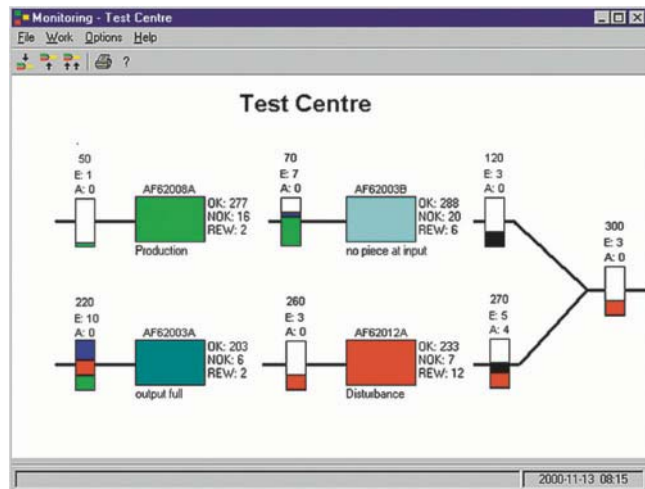 Monitoring - Test Centre
File Work Options Help
?
Test Centre
50
E: 1
A: 0
AF62008A
OK: 277
NOK: 16
REW: 2
Production
70
E: 7
A: 0
AF62003B
OK: 288
NOK: 20
REW: 6
no piece at input
120
E: 3
A: 0
300
E: 3
A: 0
220
E: 10
A: 0
AF62003A
OK: 203
NOK: 6
REW: 2
output full
260
E: 3
A: 0
AF62012A
OK: 233
NOK: 7
REW: 12
Disturbance
270
E: 5
A: 4
2000-11-13 08:15